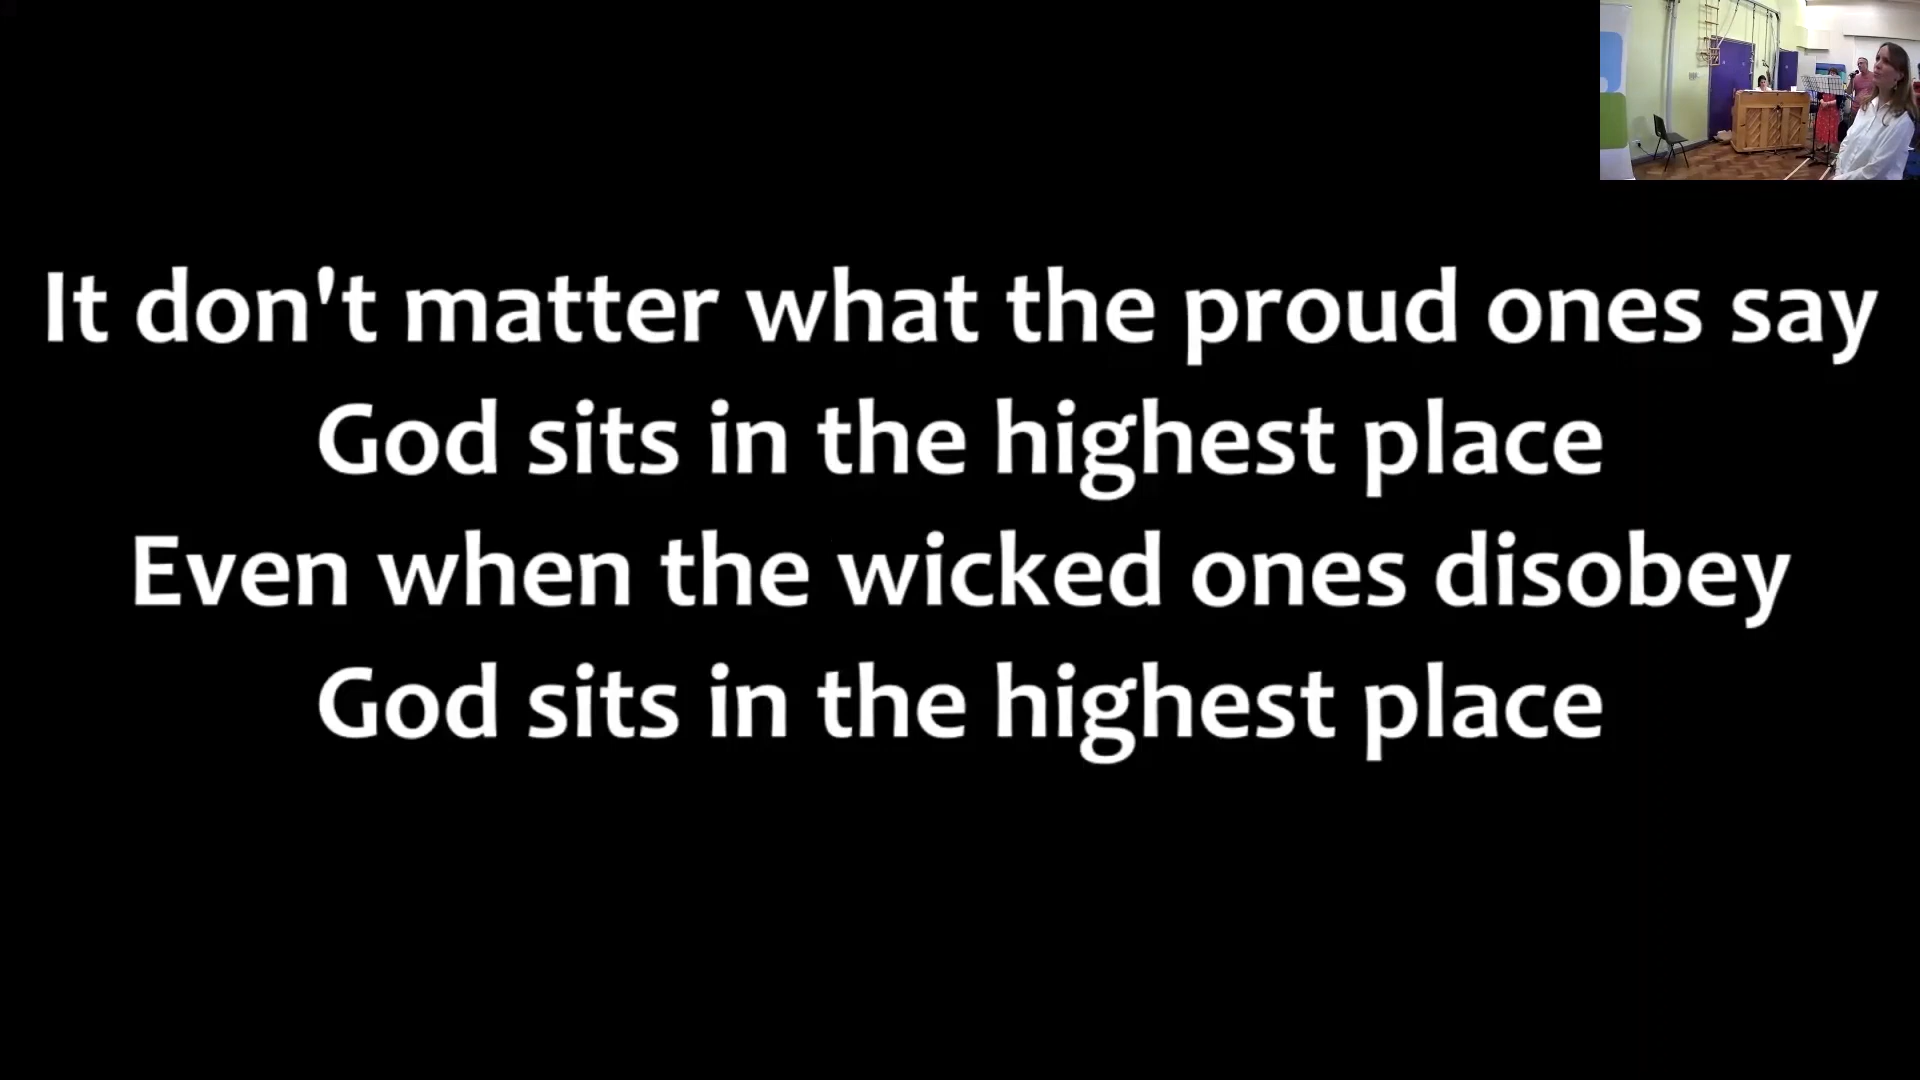 It don't matter what the proud ones say
God sits in the highest place
Even when the wicked ones disobey
God sits in the highest place